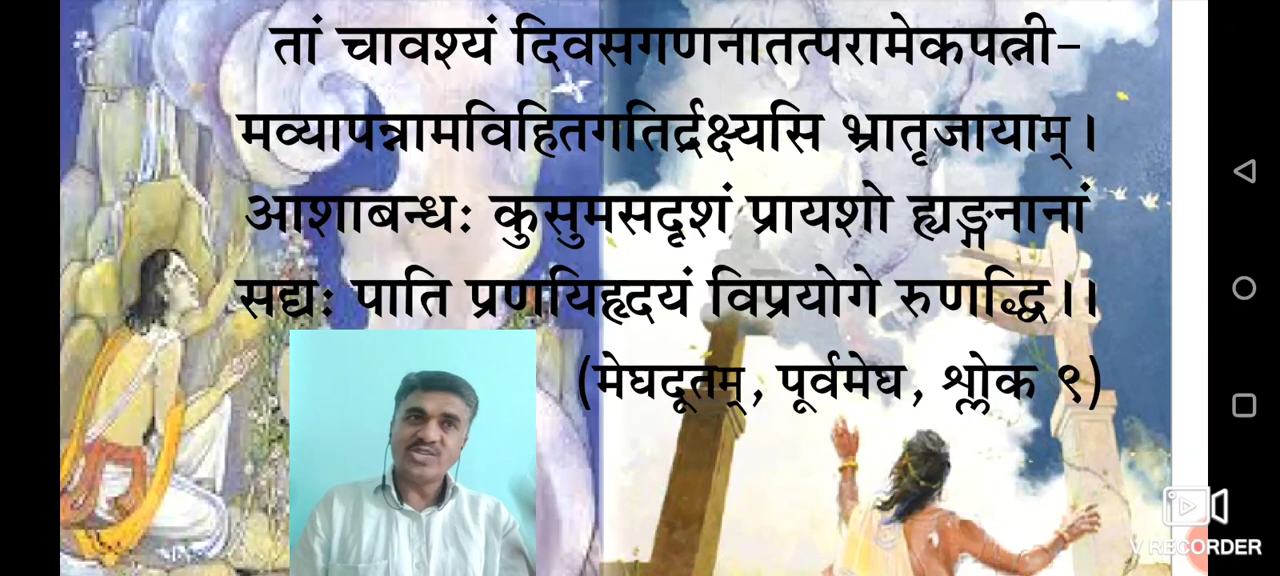 तां चावश्यं दिवसगणनातत्परामेकपत्नी-
मव्यापन्नामविहितगतिर्द्रक्ष्यसि भ्रातृजायाम्।
आशाबन्धः कुसुमसदृशं प्रायशो ह्यङ्गनानां
सद्यः पाति प्रणयिहृदयं विप्रयोगे रुणद्धि।।
(मेघदूतम्, पूर्वमेघ, श्लोक ९)
V RECORDER